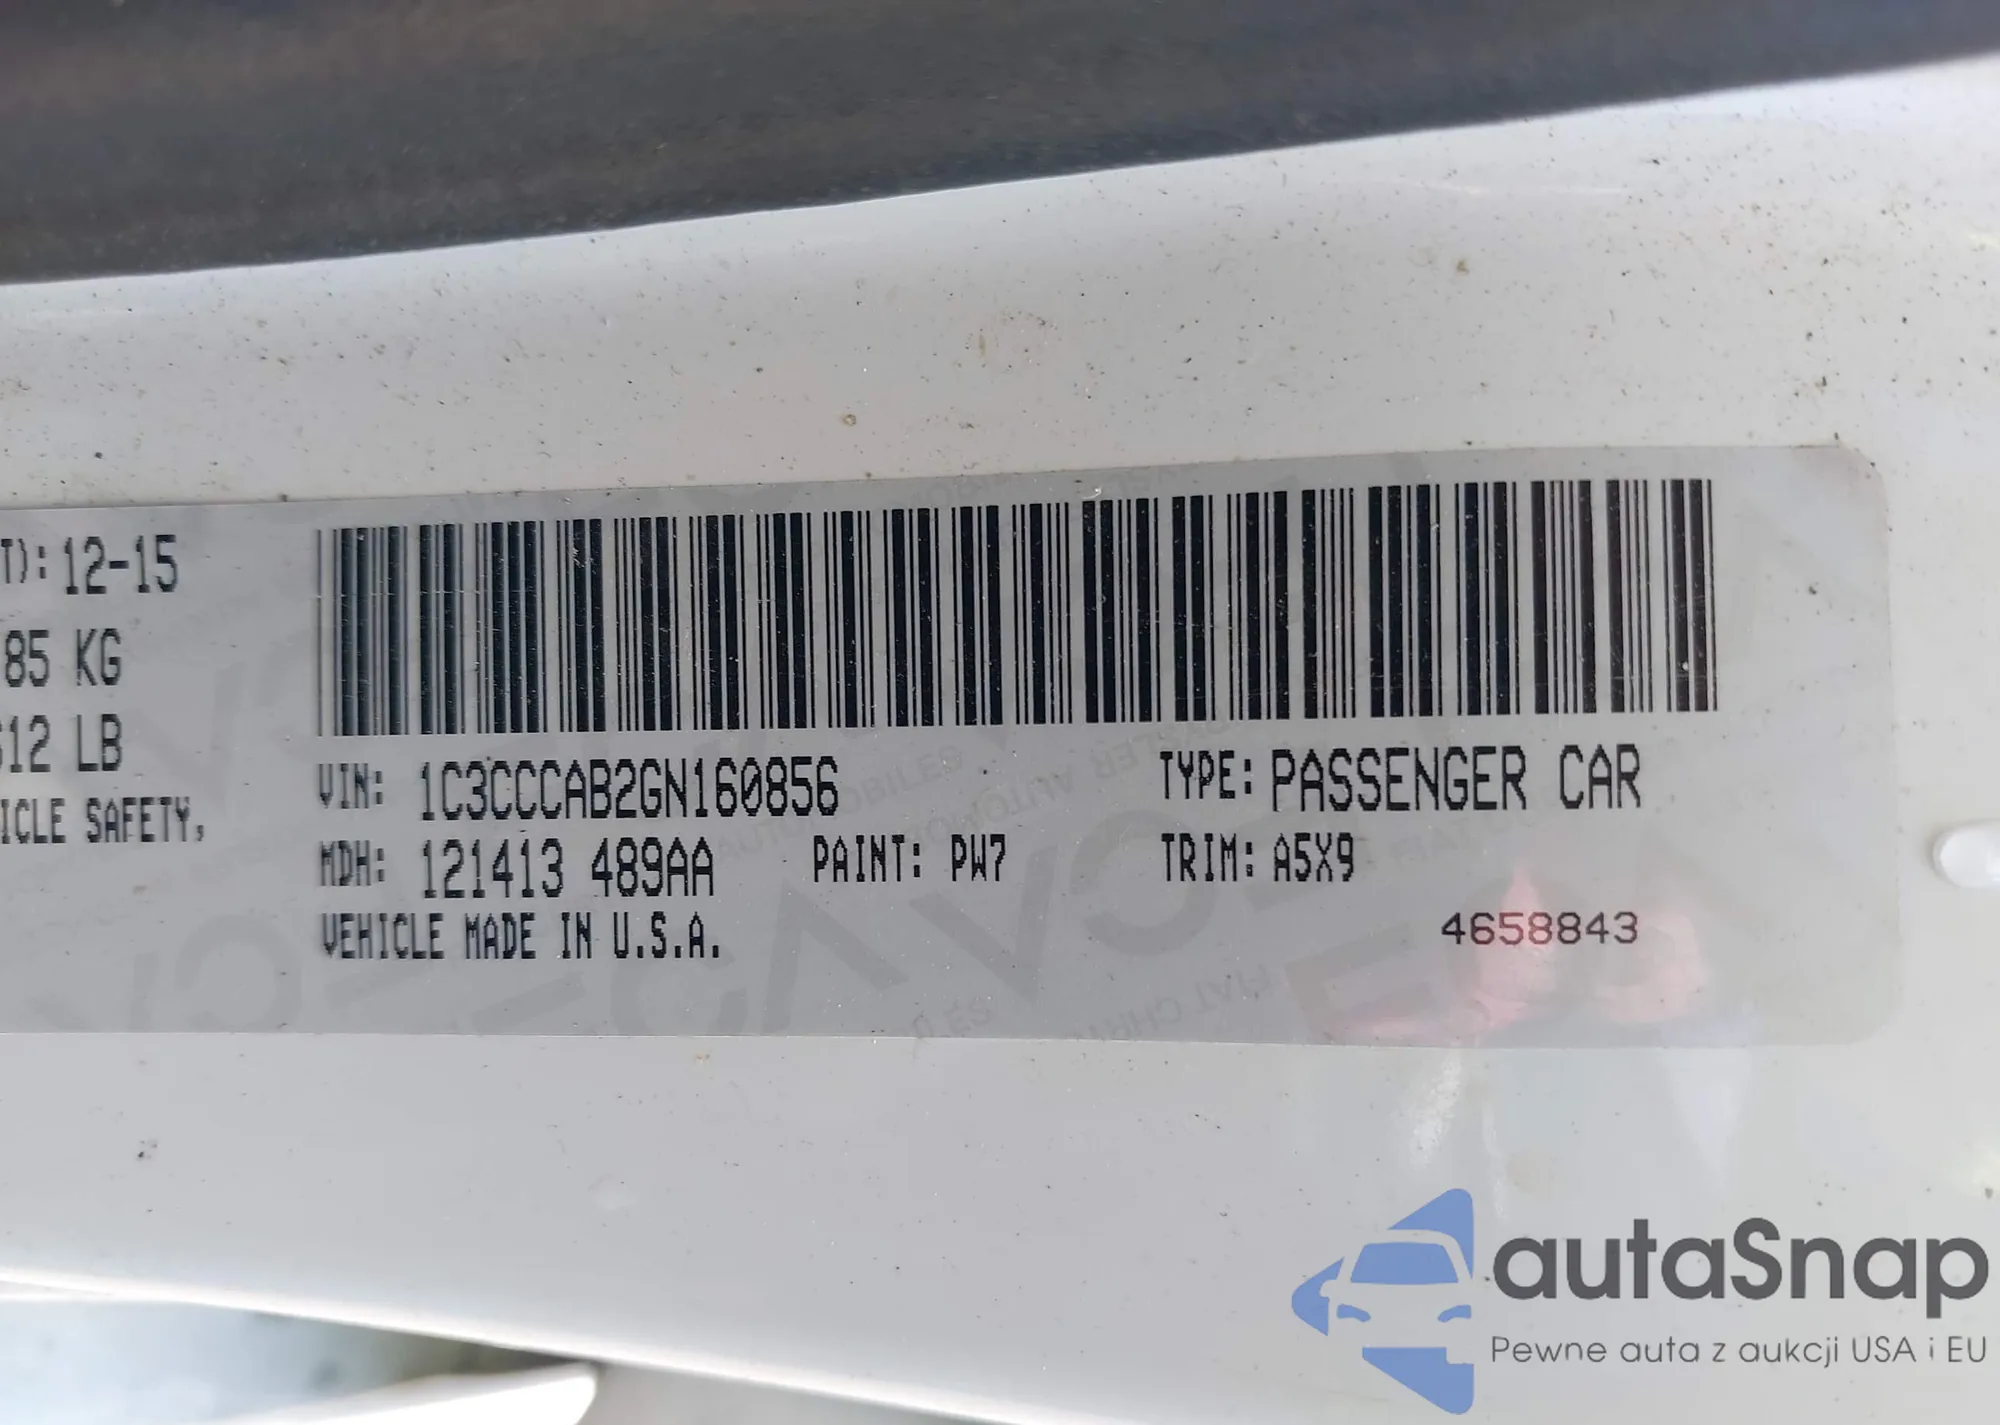 T): 12-15
85 KG
612 LB
ICLE SAFETY,
VIN: 1C3CCCAB2GN160856
TYPE: PASSENGER CAR
MDH: 121413 489AA
PAINT: PW7
TRIM: A5X9
VEHICLE MADE IN U.S.A.
4658843
autaSnap
Pewne auta z aukcji USA i EU